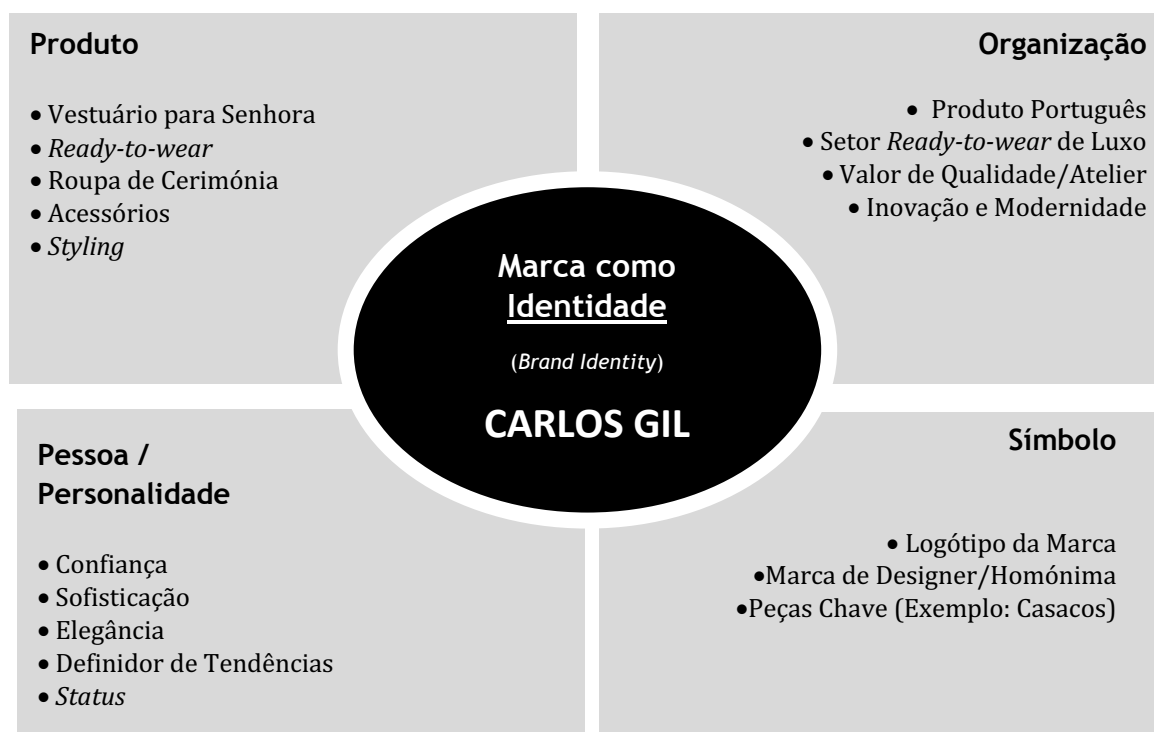 Produto
• Vestuário para Senhora
• Ready-to-wear
• Roupa de Cerimónia
• Acessórios
• Styling
Organização
• Produto Português
• Setor Ready-to-wear de Luxo
• Valor de Qualidade/Atelier
• Inovação e Modernidade
Marca como
Identidade
(Brand Identity)
CARLOS GIL
Pessoa /
Personalidade
• Confiança
• Sofisticação
• Elegância
• Definidor de Tendências
• Status
Símbolo
• Logótipo da Marca
•Marca de Designer/Homónima
•Peças Chave (Exemplo: Casacos)